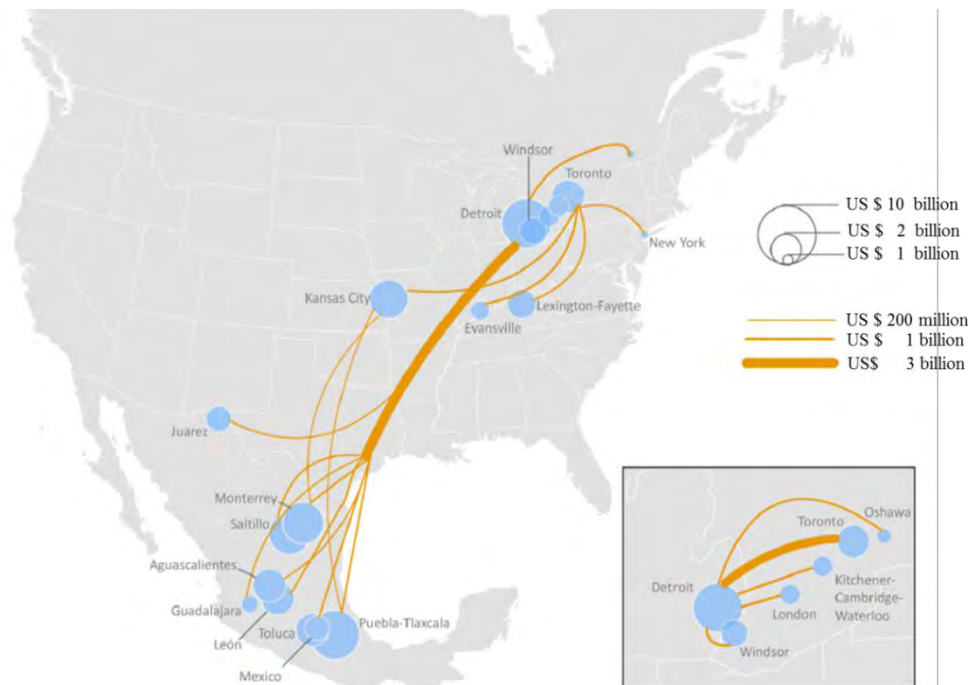 Windsor
Toronto
Detroit
New York
Kansas City
Lexington-Fayette
Evansville
Juarez
Monterrey
Saltillo
Aguascalientes
Guadalajara
León
Toluca
Puebla-Tlaxcala
Mexico
US $ 10 billion
US $ 2 billion
US $ 1 billion
US $ 200 million
US $ 1 billion
US$ 3 billion
Oshawa
Toronto
Detroit
Kitchener-
Cambridge-
Waterloo
London
Windsor